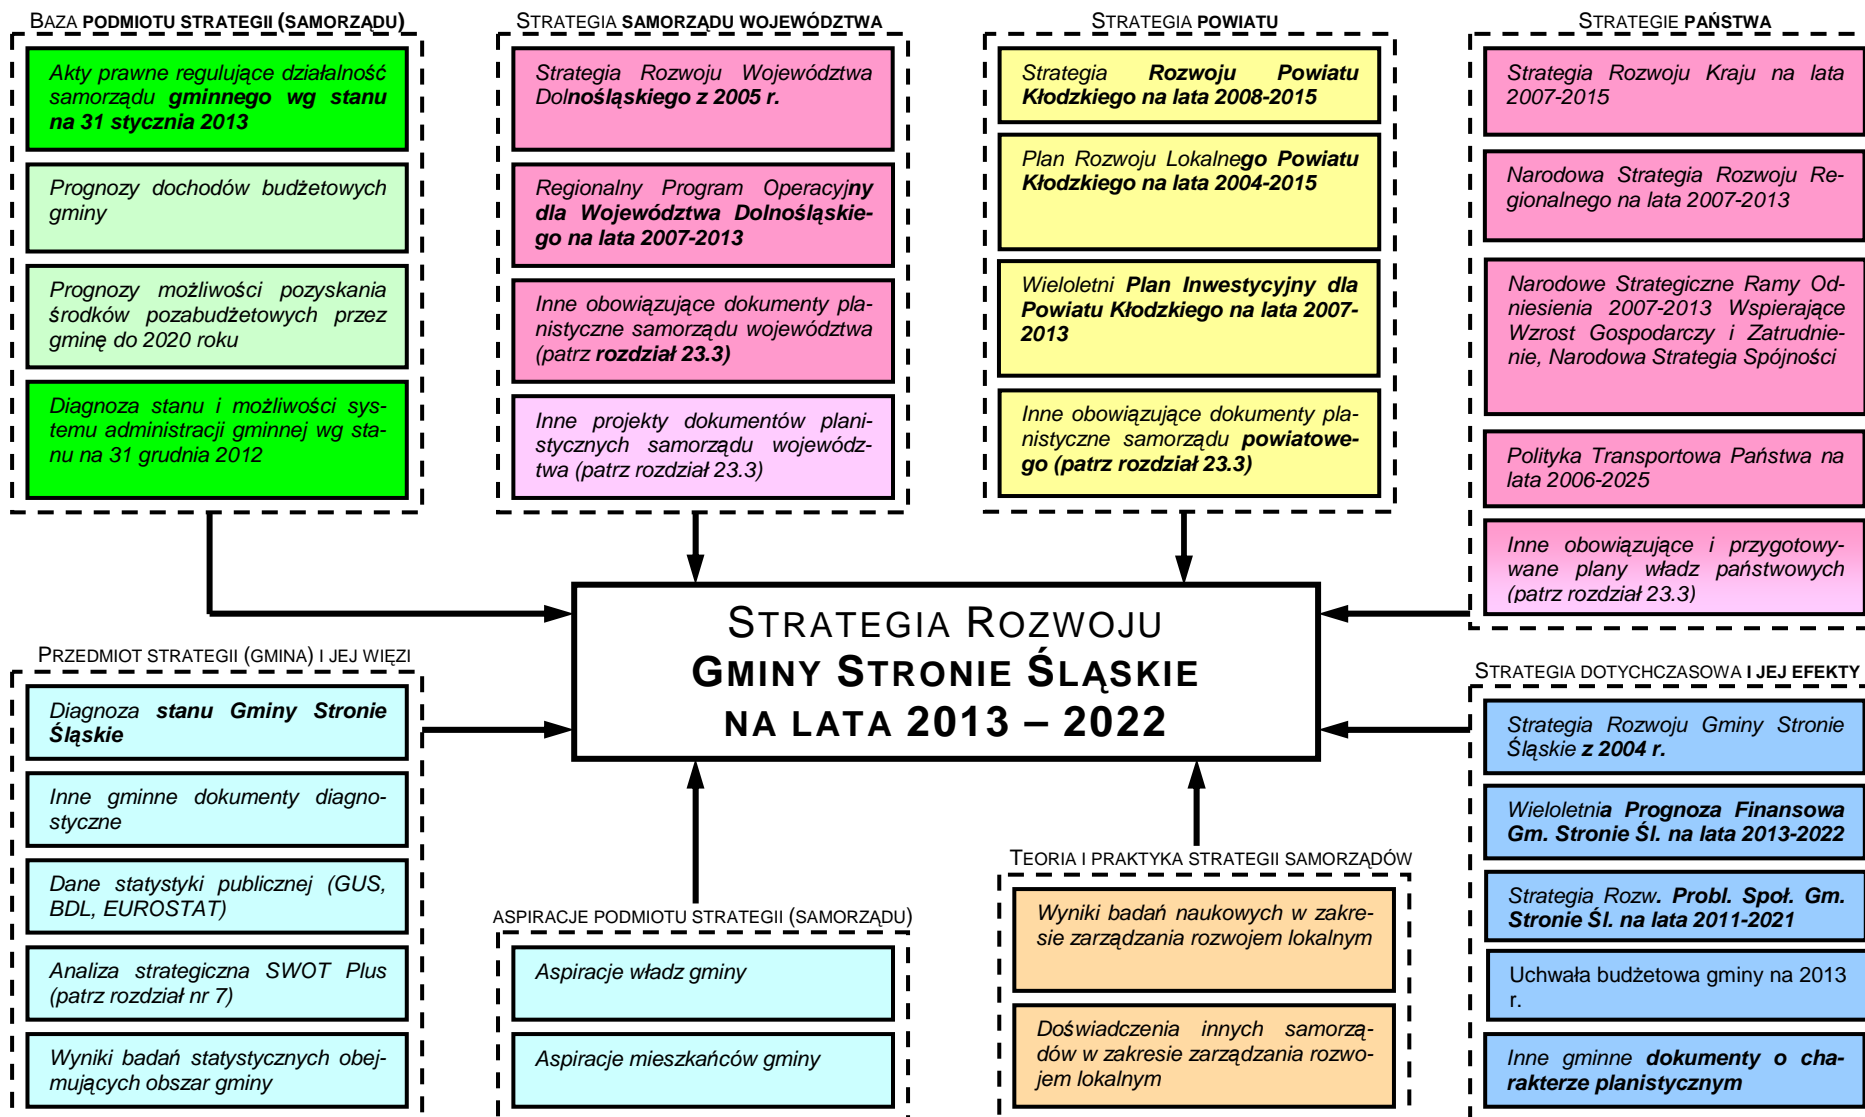 BAZA PODMIOTU STRATEGII (SAMORZĄDU)
Akty prawne regulujące działalność
samorządu gminnego wg stanu
na 31 stycznia 2013
Prognozy dochodów budżetowych
gminy
Prognozy możliwości pozyskania
środków pozabudżetowych przez
gminę do 2020 roku
Diagnoza stanu i możliwości sys-
temu administracji gminnej wg sta-
nu na 31 grudnia 2012
STRATEGIA SAMORZĄDU WOJEWÓDZTWA
Strategia Rozwoju Województwa
Dolnośląskiego z 2005 r.
Regionalny Program Operacyjny
dla Województwa Dolnośląskie-
go na lata 2007-2013
Inne obowiązujące dokumenty pla-
nistyczne samorządu województwa
(patrz rozdział 23.3)
Inne projekty dokumentów plani-
stycznych samorządu wojewódz-
twa (patrz rozdział 23.3)
STRATEGIA POWIATU
Strategia Rozwoju Powiatu
Kłodzkiego na lata 2008-2015
Plan Rozwoju Lokalnego Powiatu
Kłodzkiego na lata 2004-2015
Wieloletni Plan Inwestycyjny dla
Powiatu Kłodzkiego na lata 2007-
2013
Inne obowiązujące dokumenty pla-
nistyczne samorządu powiatowe-
go (patrz rozdział 23.3)
STRATEGIE PAŃSTWA
Strategia Rozwoju Kraju na lata
2007-2015
Narodowa Strategia Rozwoju Re-
gionalnego na lata 2007-2013
Narodowe Strategiczne Ramy Od-
niesienia 2007-2013 Wspierające
Wzrost Gospodarczy i Zatrudnie-
nie, Narodowa Strategia Spójności
Polityka Transportowa Państwa na
lata 2006-2025
Inne obowiązujące i przygotowy-
wane plany władz państwowych
(patrz rozdział 23.3)
STRATEGIA ROZWOJU
GMINY STRONIE ŚLĄSKIE
NA LATA 2013 – 2022
PRZEDMIOT STRATEGII (GMINA) I JEJ WIĘZI
Diagnoza stanu Gminy Stronie
Śląskie
Inne gminne dokumenty diagno-
styczne
Dane statystyki publicznej (GUS,
BDL, EUROSTAT)
Analiza strategiczna SWOT Plus
(patrz rozdział nr 7)
Wyniki badań statystycznych obej-
mujących obszar gminy
ASPIRACJE PODMIOTU STRATEGII (SAMORZĄDU)
Aspiracje władz gminy
Aspiracje mieszkańców gminy
TEORIA I PRAKTYKA STRATEGII SAMORZĄDÓW
Wyniki badań naukowych w zakre-
sie zarządzania rozwojem lokalnym
Doświadczenia innych samorzą-
dów w zakresie zarządzania rozwo-
jem lokalnym
STRATEGIA DOTYCHCZASOWA I JEJ EFEKTY
Strategia Rozwoju Gminy Stronie
Śląskie z 2004 r.
Wieloletnia Prognoza Finansowa
Gm. Stronie Śl. na lata 2013-2022
Strategia Rozw. Probl. Społ. Gm.
Stronie Śl. na lata 2011-2021
Uchwała budżetowa gminy na 2013
r.
Inne gminne dokumenty o cha-
rakterze planistycznym